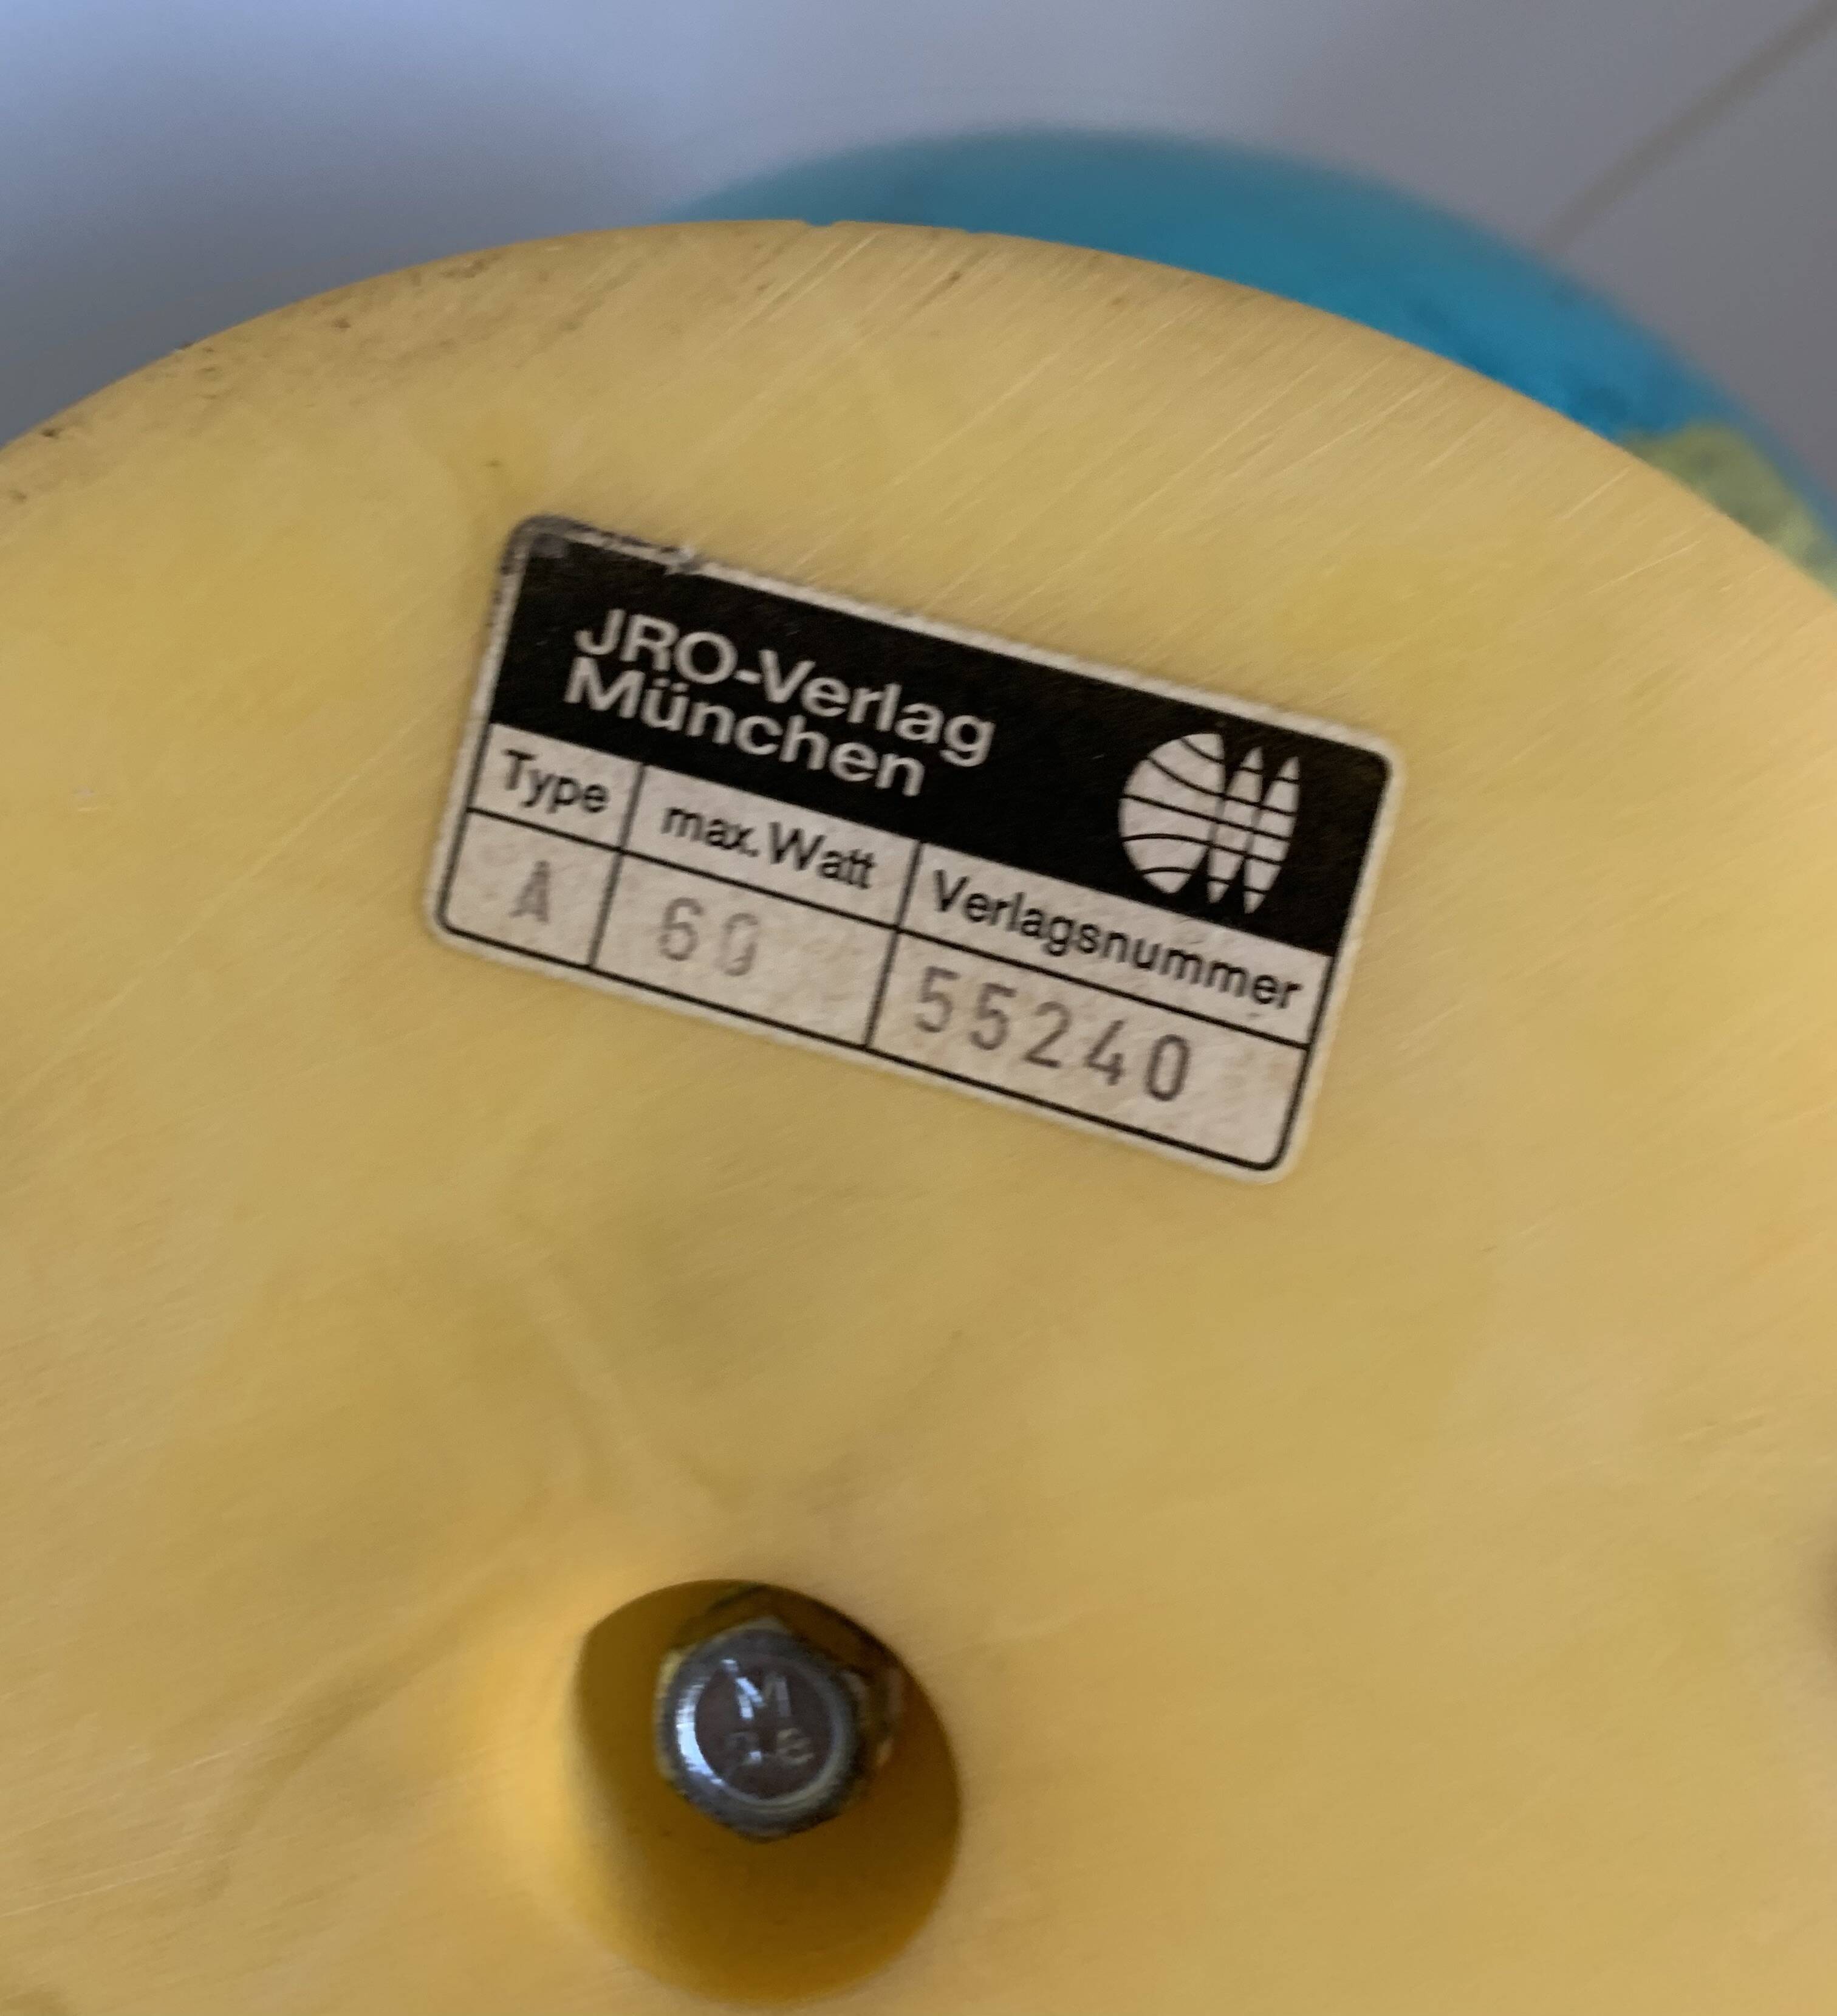 JRO-Verlag
München
Type max.Watt Verlagsnummer
A 60 55240
M